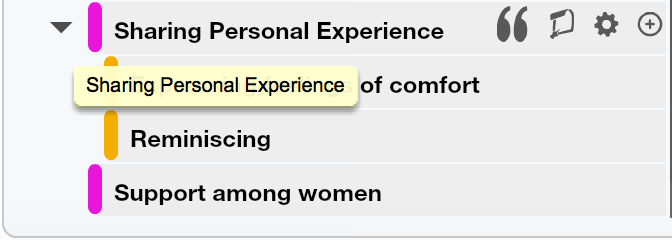 Sharing Personal Experience
Sharing Personal Experience of comfort
Reminiscing
Support among women